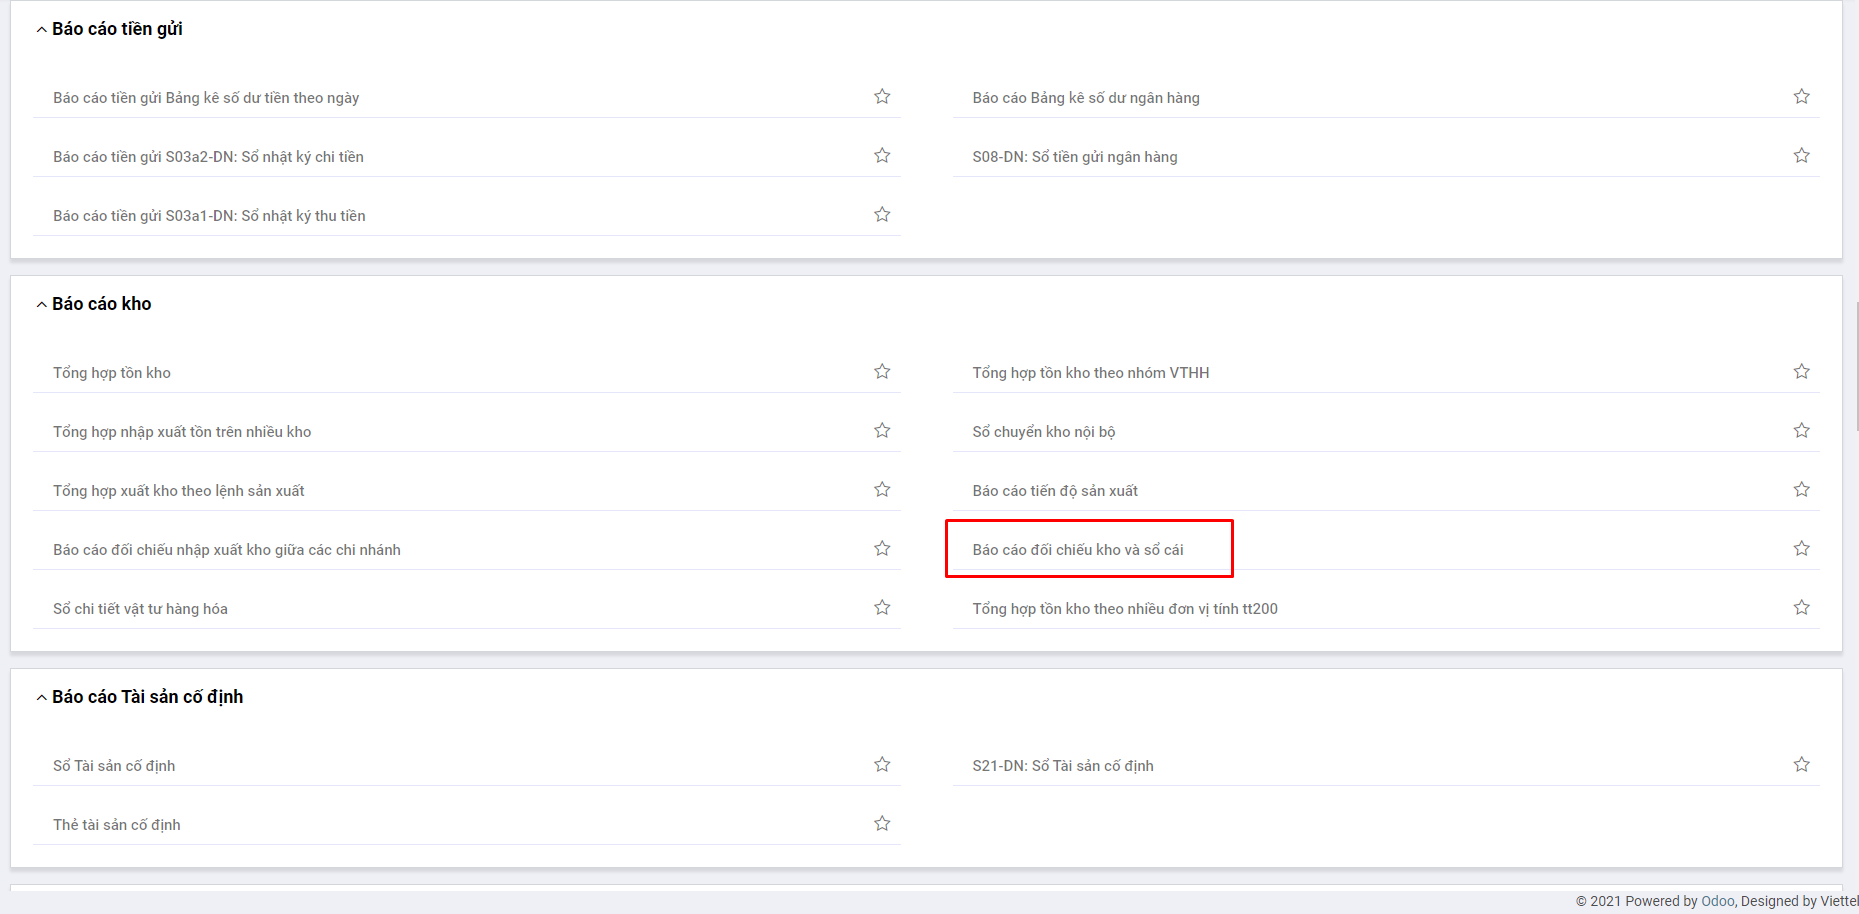 Báo cáo tiền gửi
Báo cáo tiền gửi Bảng kê số dư tiền theo ngày
Báo cáo Bảng kê số dư ngân hàng
Báo cáo tiền gửi S03a2-DN: Sổ nhật ký chi tiền
S08-DN: Sổ tiền gửi ngân hàng
Báo cáo tiền gửi S03a1-DN: Sổ nhật ký thu tiền
Báo cáo kho
Tổng hợp tồn kho
Tổng hợp tồn kho theo nhóm VTHH
Tổng hợp nhập xuất tồn trên nhiều kho
Sổ chuyển kho nội bộ
Tổng hợp xuất kho theo lệnh sản xuất
Báo cáo tiến độ sản xuất
Báo cáo đối chiếu nhập xuất kho giữa các chi nhánh
Báo cáo đối chiếu kho và sổ cái
Sổ chi tiết vật tư hàng hóa
Tổng hợp tồn kho theo nhiều đơn vị tính tt200
Báo cáo Tài sản cố định
Sổ Tài sản cố định
S21-DN: Sổ Tài sản cố định
Thẻ tài sản cố định
© 2021 Powered by Odoo, Designed by Viettel